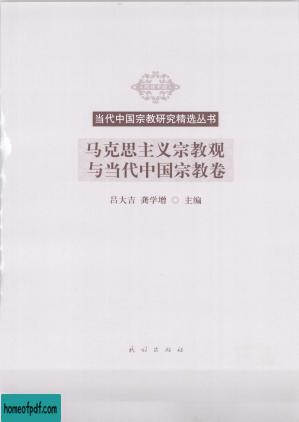 当代中国宗教研究精选丛书
马克思主义宗教观
与当代中国宗教卷
吕大吉 龚学增 ◎ 主编
民族出版社
homeofpdf.com
homeofpdf.com